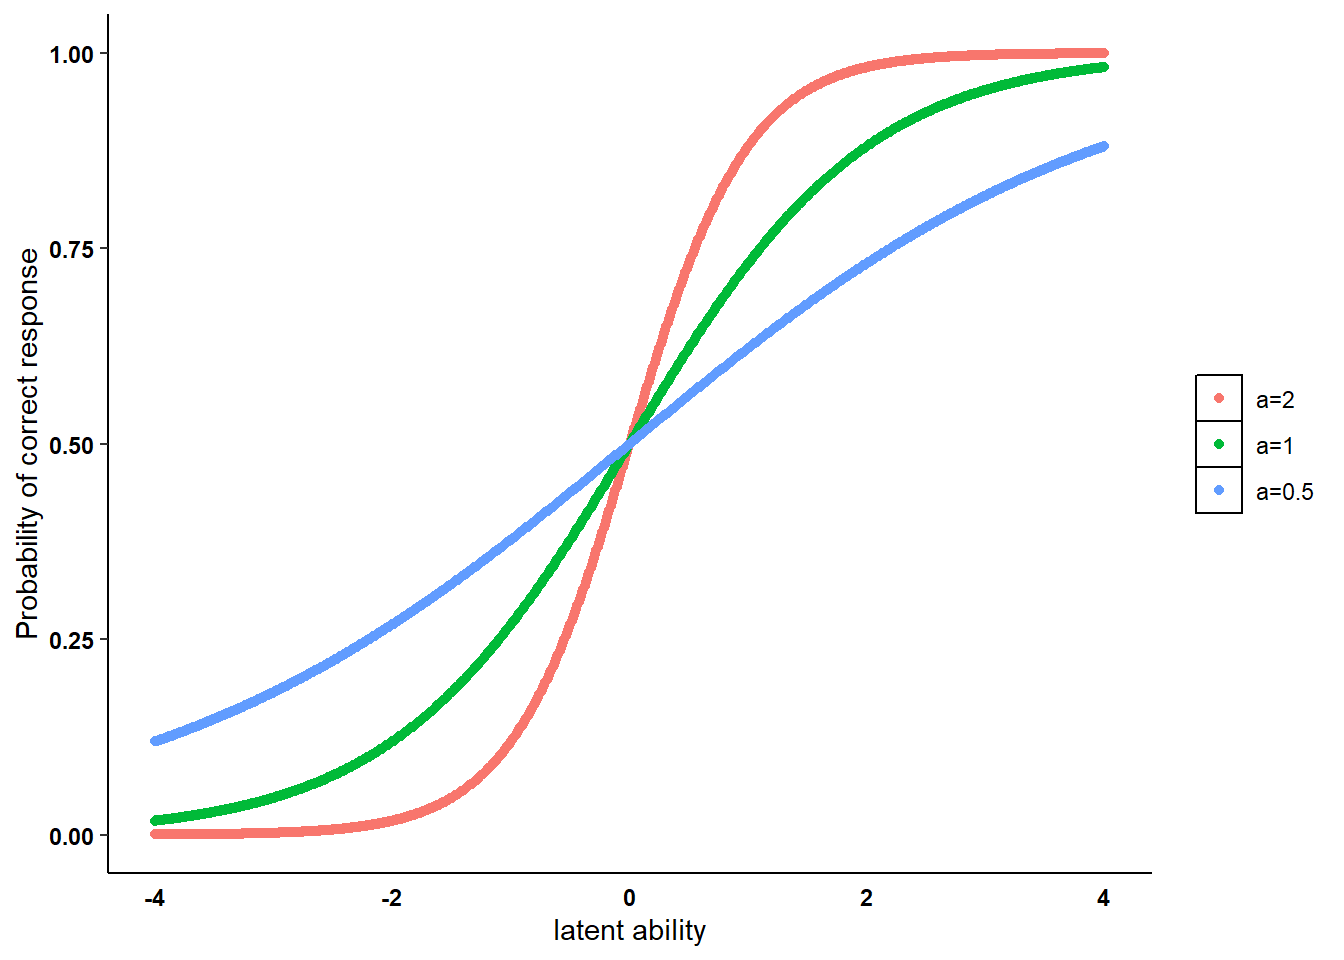 Probability of correct response
1.00
0.75
0.50
0.25
0.00
-4
-2
0
2
4
latent ability
a=2
a=1
a=0.5